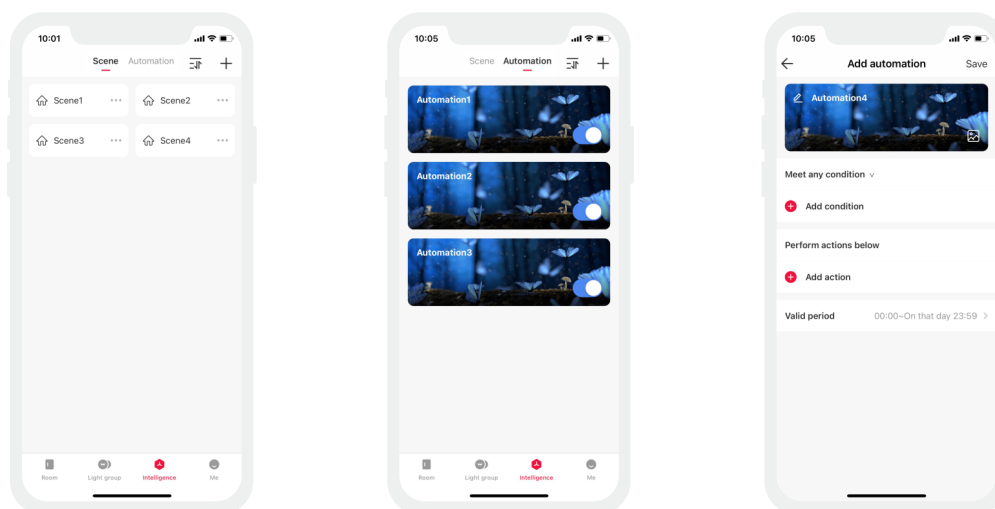 10:01
Scene Automation
Scene1
Scene2
Scene3
Scene4
Room
Light group
Intelligence
Me
10:05
Scene Automation
Automation1
Automation2
Automation3
Room
Light group
Intelligence
Me
10:05
Add automation
Save
Automation4
Meet any condition
Add condition
Perform actions below
Add action
Valid period
00:00~On that day 23:59